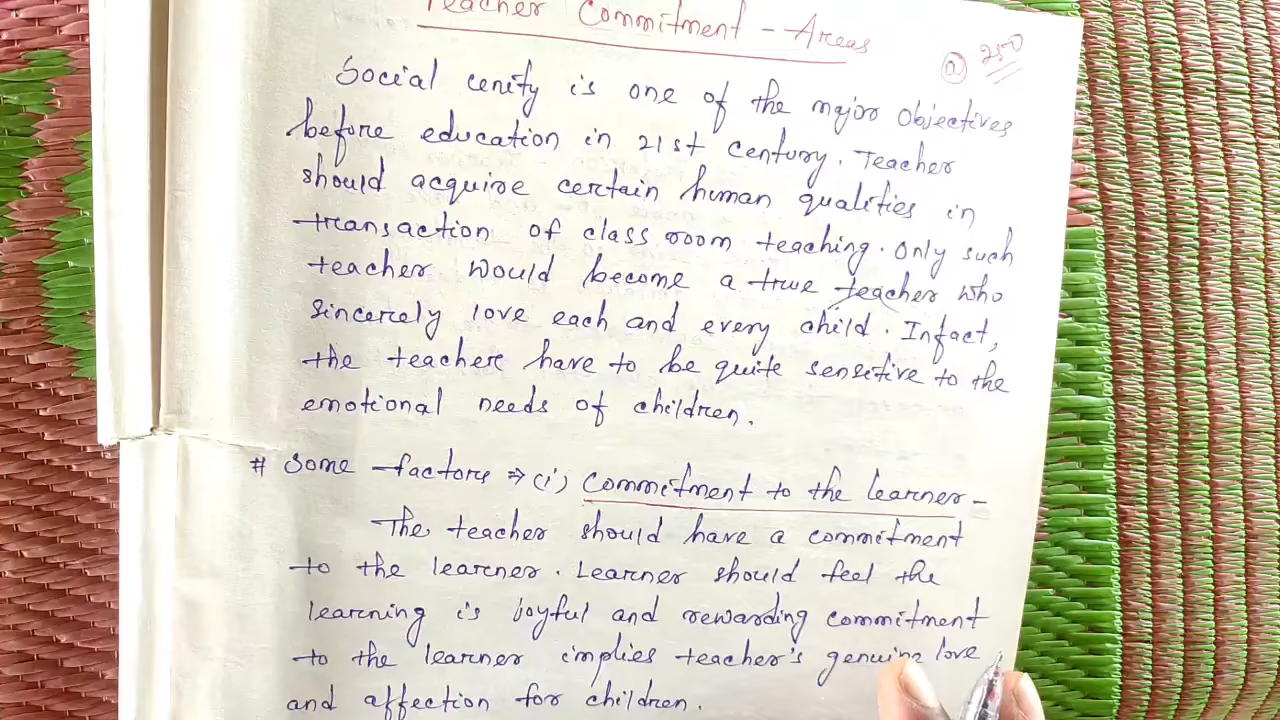 Teacher Commitment - Areas
(a) 250
Social cenity is one of the major objectives
before education in 21st century. Teacher
should acquire certain human qualities in
transaction of class room teaching. Only such
teacher would become a true teacher who
sincerely love each and every child. Infact,
the teachers have to be quite sensitive to the
emotional needs of children.
# Some factors ⇒ (i) Commitment to the learner -
The teacher should have a commitment
to the learner. Learner should feel the
learning is joyful and rewarding commitment
to the learner implies teacher's genuine love
and affection for children.